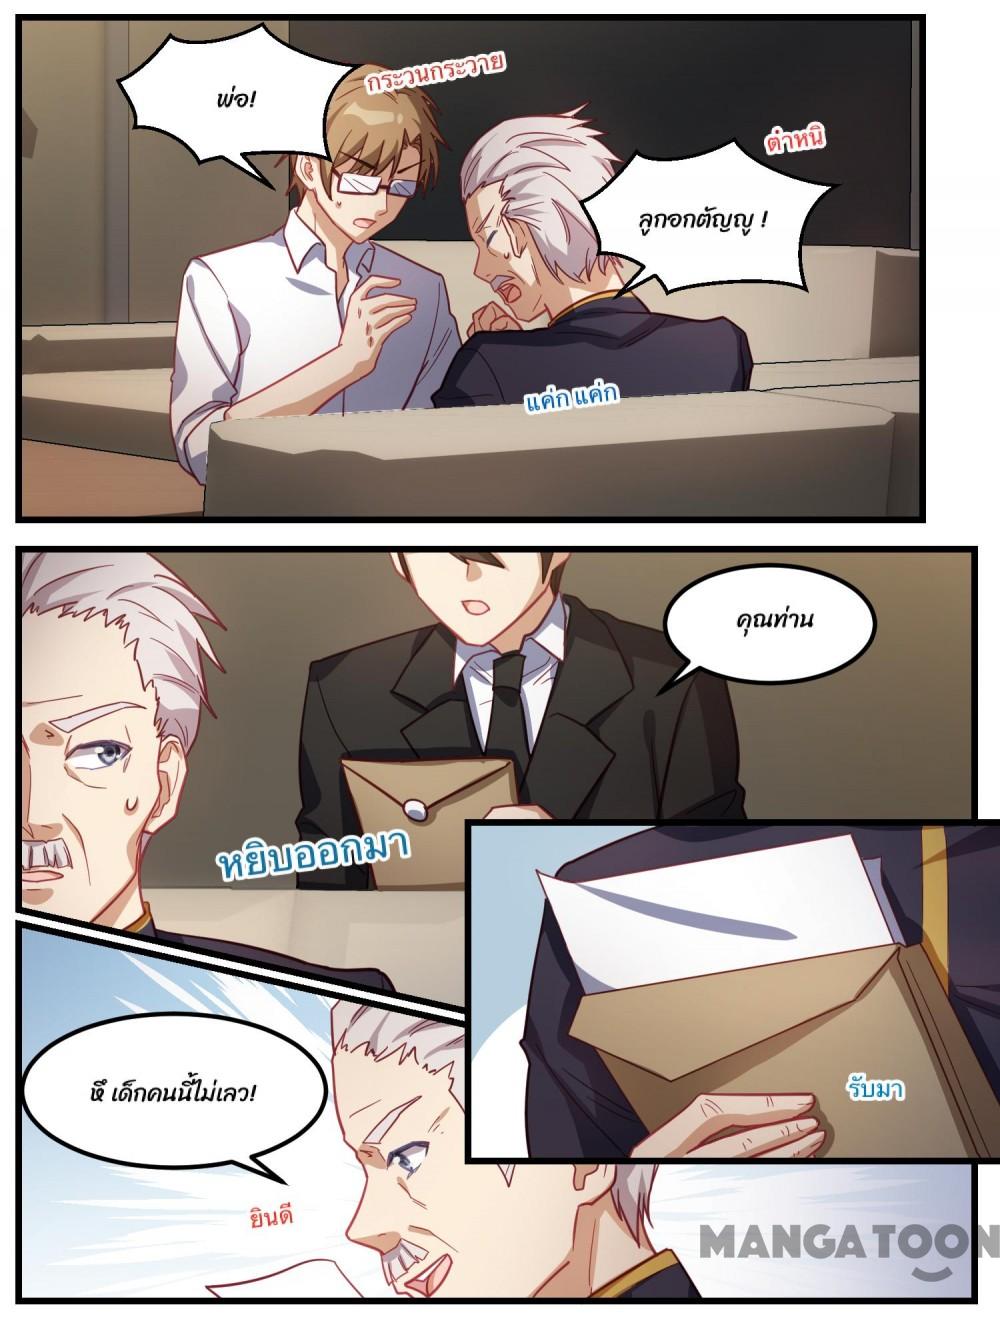 พ่อ!
กระวนกระวาย
ตำหนิ
ลูกอกตัญญู !
แค่ก แค่ก
คุณท่าน
หยิบออกมา
รับมา
หึ เด็กคนนี้ไม่เลว!
ยินดี
MANGATOON